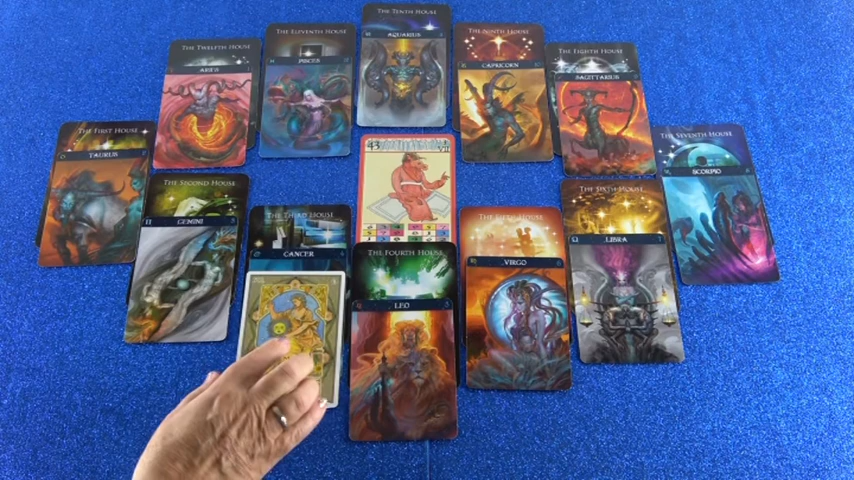 THE TENTH HOUSE
AQUARIUS
THE ELEVENTH HOUSE
PISCES
THE NINTH HOUSE
CAPRICORN
THE TWELFTH HOUSE
ARIES
THE EIGHTH HOUSE
SAGITTARIUS
THE FIRST HOUSE
TAURUS
43
VII
THE SEVENTH HOUSE
SCORPIO
THE SECOND HOUSE
GEMINI
THE THIRD HOUSE
CANCER
THE FOURTH HOUSE
LEO
THE FIFTH HOUSE
VIRGO
THE SIXTH HOUSE
LIBRA